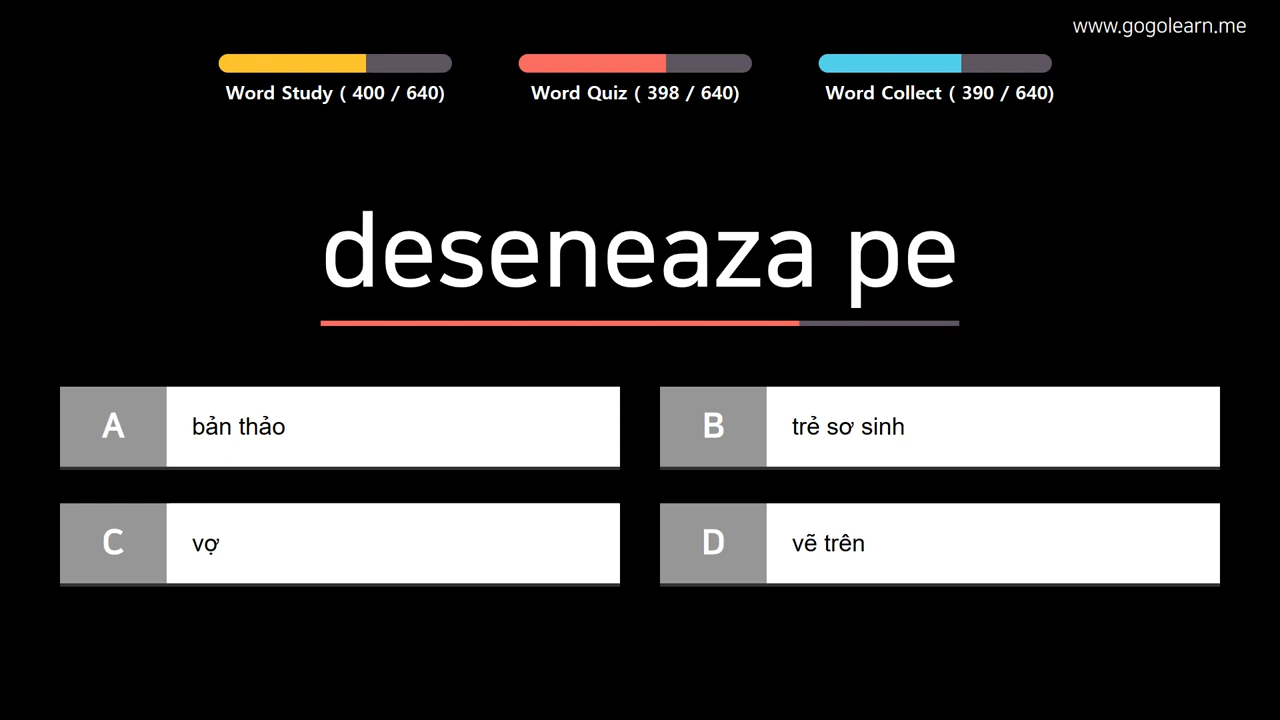 www.gogolearn.me
Word Study ( 400 / 640)
Word Quiz ( 398 / 640)
Word Collect ( 390 / 640)
deseneaza pe
A bản thảo
B trẻ sơ sinh
C vợ
D vẽ trên